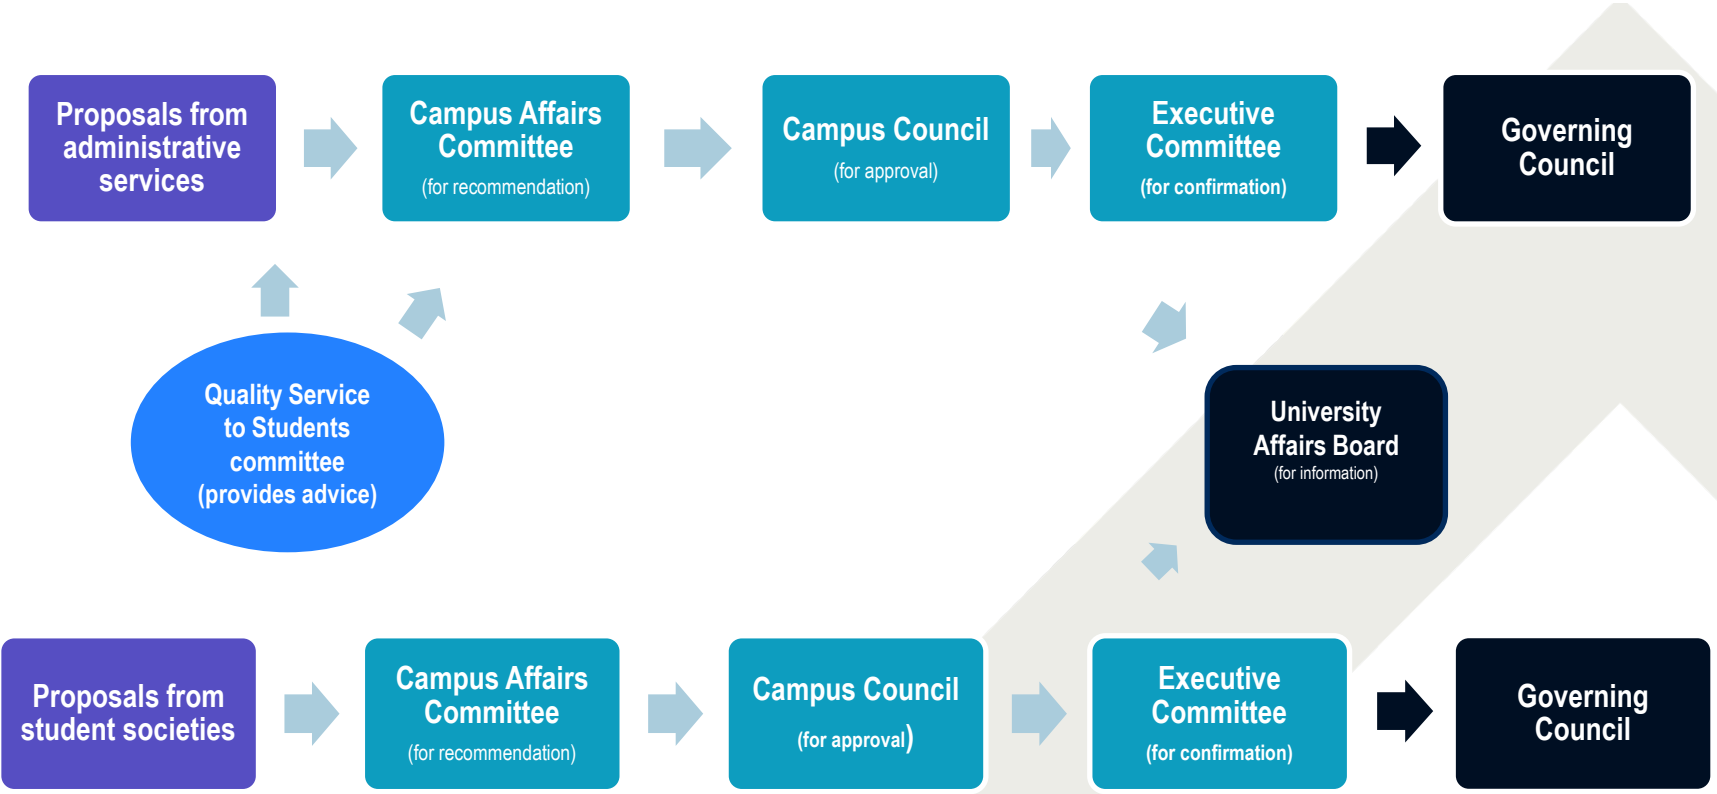 Proposals from
administrative
services
Campus Affairs
Committee
(for recommendation)
Campus Council
(for approval)
Executive
Committee
(for confirmation)
Governing
Council
Quality Service
to Students
committee
(provides advice)
University
Affairs Board
(for information)
Proposals from
student societies
Campus Affairs
Committee
(for recommendation)
Campus Council
(for approval)
Executive
Committee
(for confirmation)
Governing
Council